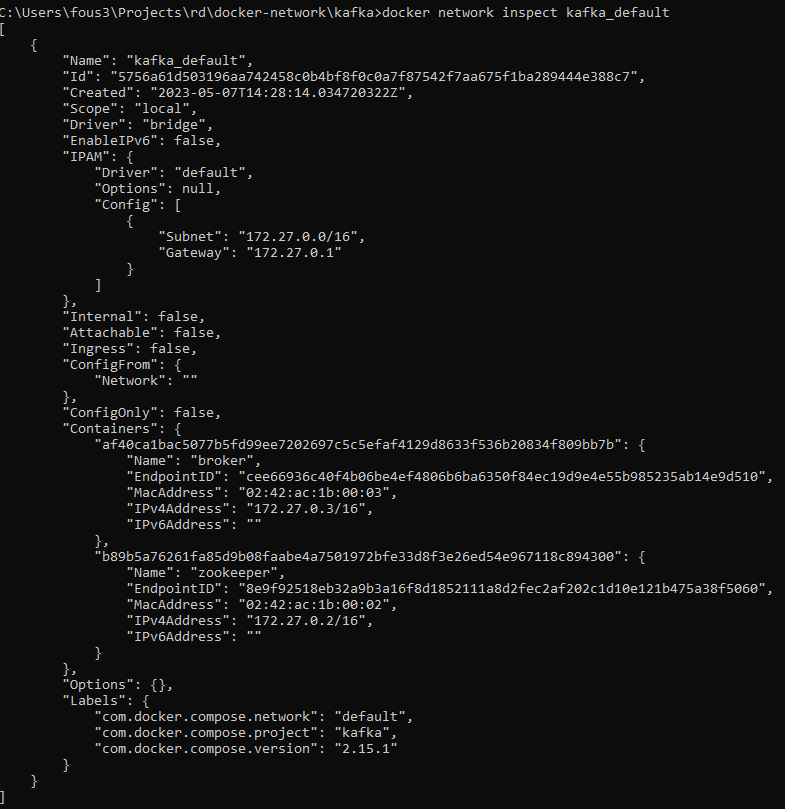 C:\Users\fous3\Projects\rd\docker-network\kafka>docker network inspect kafka_default
[
    {
        "Name": "kafka_default",
        "Id": "5756a61d503196aa742458c0b4bf8f0c0a7f87542f7aa675f1ba289444e388c7",
        "Created": "2023-05-07T14:28:14.034720322Z",
        "Scope": "local",
        "Driver": "bridge",
        "EnableIPv6": false,
        "IPAM": {
            "Driver": "default",
            "Options": null,
            "Config": [
                {
                    "Subnet": "172.27.0.0/16",
                    "Gateway": "172.27.0.1"
                }
            ]
        },
        "Internal": false,
        "Attachable": false,
        "Ingress": false,
        "ConfigFrom": {
            "Network": ""
        },
        "ConfigOnly": false,
        "Containers": {
            "af40ca1bac5077b5fd99ee7202697c5c5efaf4129d8633f536b20834f809bb7b": {
                "Name": "broker",
                "EndpointID": "cee66936c40f4b06be4ef4806b6ba6350f84ec19d9e4e55b985235ab14e9d510",
                "MacAddress": "02:42:ac:1b:00:03",
                "IPv4Address": "172.27.0.3/16",
                "IPv6Address": ""
            },
            "b89b5a76261fa85d9b08faabe4a7501972bfe33d8f3e26ed54e967118c894300": {
                "Name": "zookeeper",
                "EndpointID": "8e9f92518eb32a9b3a16f8d1852111a8d2fec2af202c1d10e121b475a38f5060",
                "MacAddress": "02:42:ac:1b:00:02",
                "IPv4Address": "172.27.0.2/16",
                "IPv6Address": ""
            }
        },
        "Options": {},
        "Labels": {
            "com.docker.compose.network": "default",
            "com.docker.compose.project": "kafka",
            "com.docker.compose.version": "2.15.1"
        }
    }
]